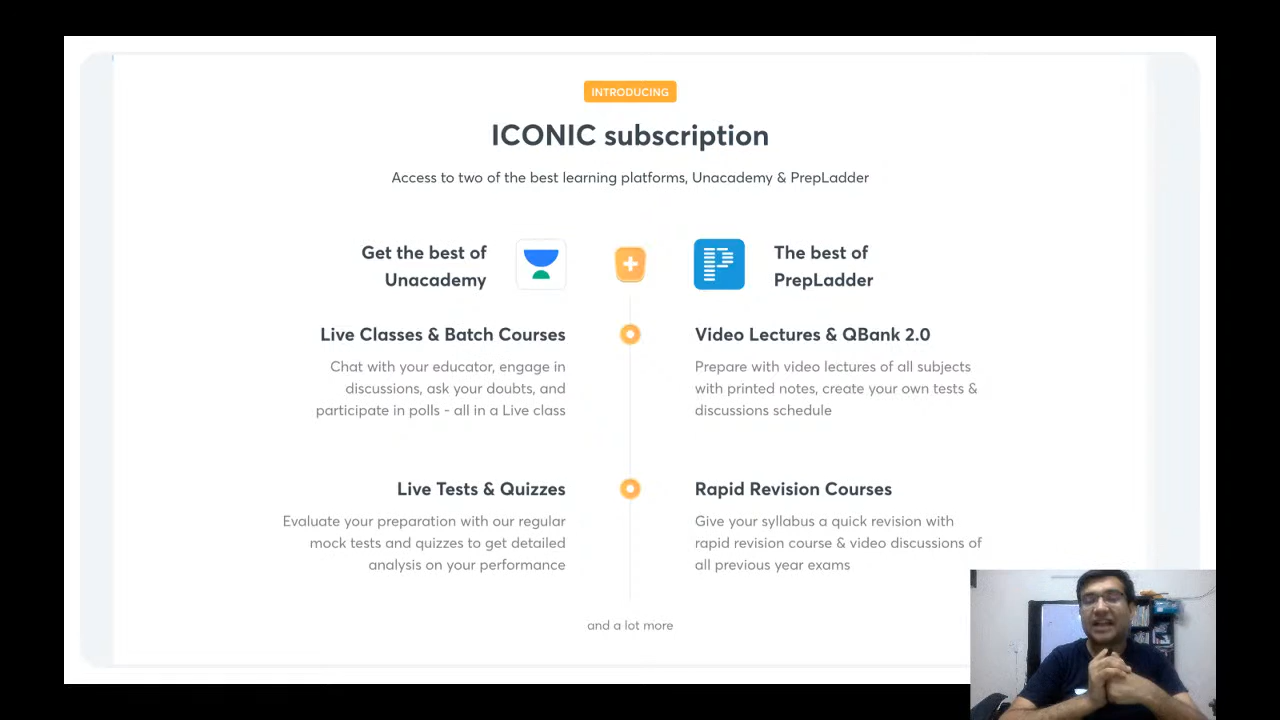 INTRODUCING
ICONIC subscription
Access to two of the best learning platforms, Unacademy & PrepLadder
Get the best of
Unacademy
The best of
PrepLadder
Live Classes & Batch Courses
Chat with your educator, engage in
discussions, ask your doubts, and
participate in polls - all in a Live class
Video Lectures & QBank 2.0
Prepare with video lectures of all subjects
with printed notes, create your own tests &
discussions schedule
Live Tests & Quizzes
Evaluate your preparation with our regular
mock tests and quizzes to get detailed
analysis on your performance
Rapid Revision Courses
Give your syllabus a quick revision with
rapid revision course & video discussions of
all previous year exams
and a lot more